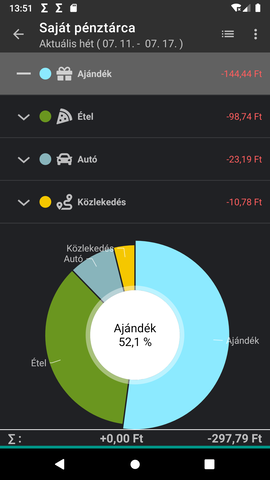 13:51 Σ Σ
Saját pénztárca
Aktuális hét ( 07. 11. - 07. 17. )
Ajándék -144,44 Ft
Étel -98,74 Ft
Autó -23,19 Ft
Közlekedés -10,78 Ft
Közlekedés
Autó
Ajándék
52,1 %
Ajándék
Étel
Σ : +0,00 Ft -297,79 Ft